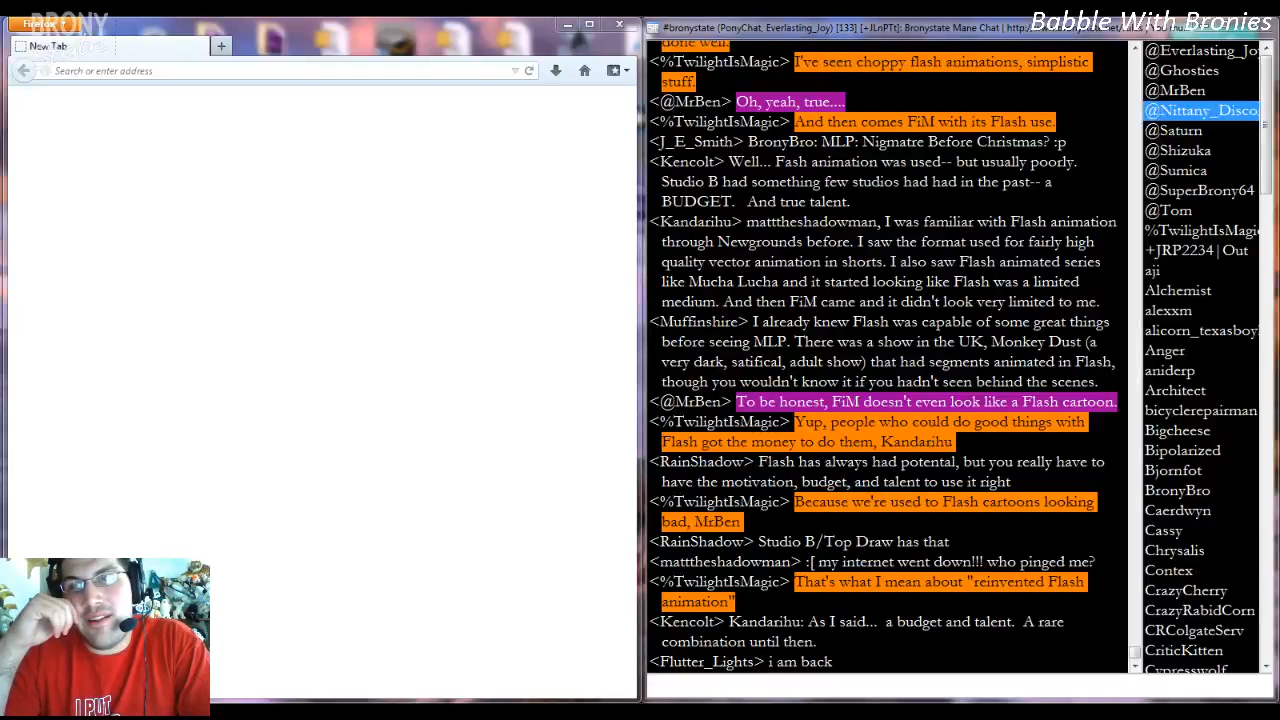 Firefox
BRONY
New Tab
Search or enter address
#bronystate (PonyChat, Everlasting_Joy) [133] [+JLnPTt]: Bronystate Mane Chat | http
Babble With Bronies
done well.
<%TwilightIsMagic> I've seen choppy flash animations, simplistic
stuff.
<@MrBen> Oh, yeah, true....
<%TwilightIsMagic> And then comes FiM with its Flash use.
<J_E_Smith> BronyBro: MLP: Nigmatre Before Christmas? :p
<Kencolt> Well... Fash animation was used-- but usually poorly.
Studio B had something few studios had had in the past-- a
BUDGET. And true talent.
<Kandarihu> matttheshadowman, I was familiar with Flash animation
through Newgrounds before. I saw the format used for fairly high
quality vector animation in shorts. I also saw Flash animated series
like Mucha Lucha and it started looking like Flash was a limited
medium. And then FiM came and it didn't look very limited to me.
<Muffinshire> I already knew Flash was capable of some great things
before seeing MLP. There was a show in the UK, Monkey Dust (a
very dark, satifical, adult show) that had segments animated in Flash,
though you wouldn't know it if you hadn't seen behind the scenes.
<@MrBen> To be honest, FiM doesn't even look like a Flash cartoon.
<%TwilightIsMagic> Yup, people who could do good things with
Flash got the money to do them, Kandarihu
<RainShadow> Flash has always had potental, but you really have to
have the motivation, budget, and talent to use it right
<%TwilightIsMagic> Because we're used to Flash cartoons looking
bad, MrBen
<RainShadow> Studio B/Top Draw has that
<matttheshadowman> :[ my internet went down!!! who pinged me?
<%TwilightIsMagic> That's what I mean about "reinvented Flash
animation"
<Kencolt> Kandarihu: As I said... a budget and talent. A rare
combination until then.
<Flutter_Lights> i am back
@Everlasting_Jo
@Ghosties
@MrBen
@Nittany_Disco
@Saturn
@Shizuka
@Sumica
@SuperBrony64
@Tom
%TwilightIsMagic
+JRP2234|Out
aji
Alchemist
alexxm
alicorn_texasboy
Anger
aniderp
Architect
bicyclerepairman
Bigcheese
Bipolarized
Bjornfot
BronyBro
Caerdwyn
Cassy
Chrysalis
Contex
CrazyCherry
CrazyRabidCorn
CRColgateServ
CriticKitten
Cypresswolf
I PUT